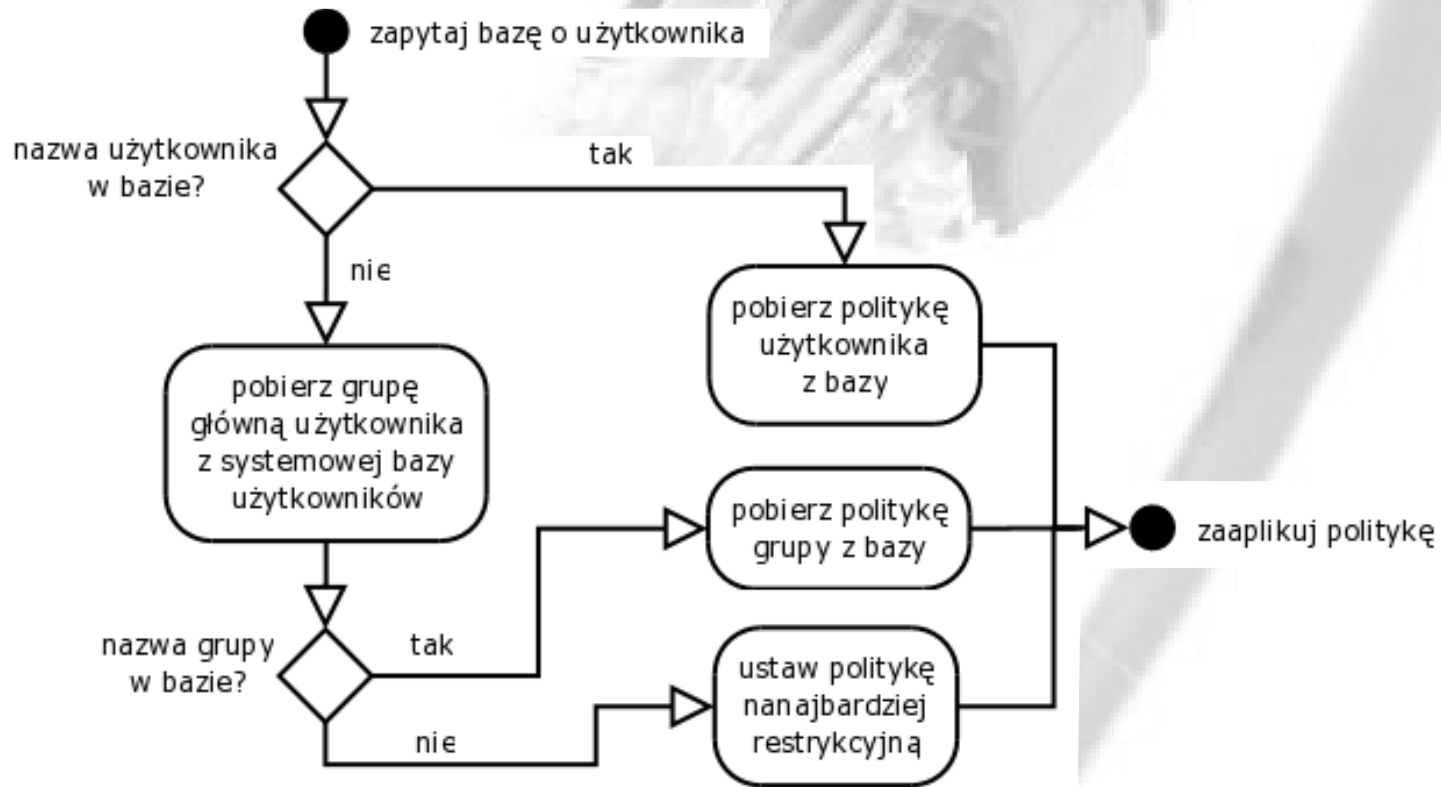 zapytaj bazę o użytkownika
nazwa użytkownika
w bazie?
tak
nie
pobierz politykę
użytkownika
z bazy
pobierz grupę
główną użytkownika
z systemowej bazy
użytkowników
pobierz politykę
grupy z bazy
zaaplikuj politykę
nazwa grupy
w bazie?
tak
nie
ustaw politykę
nanajbardziej
restrykcyjną